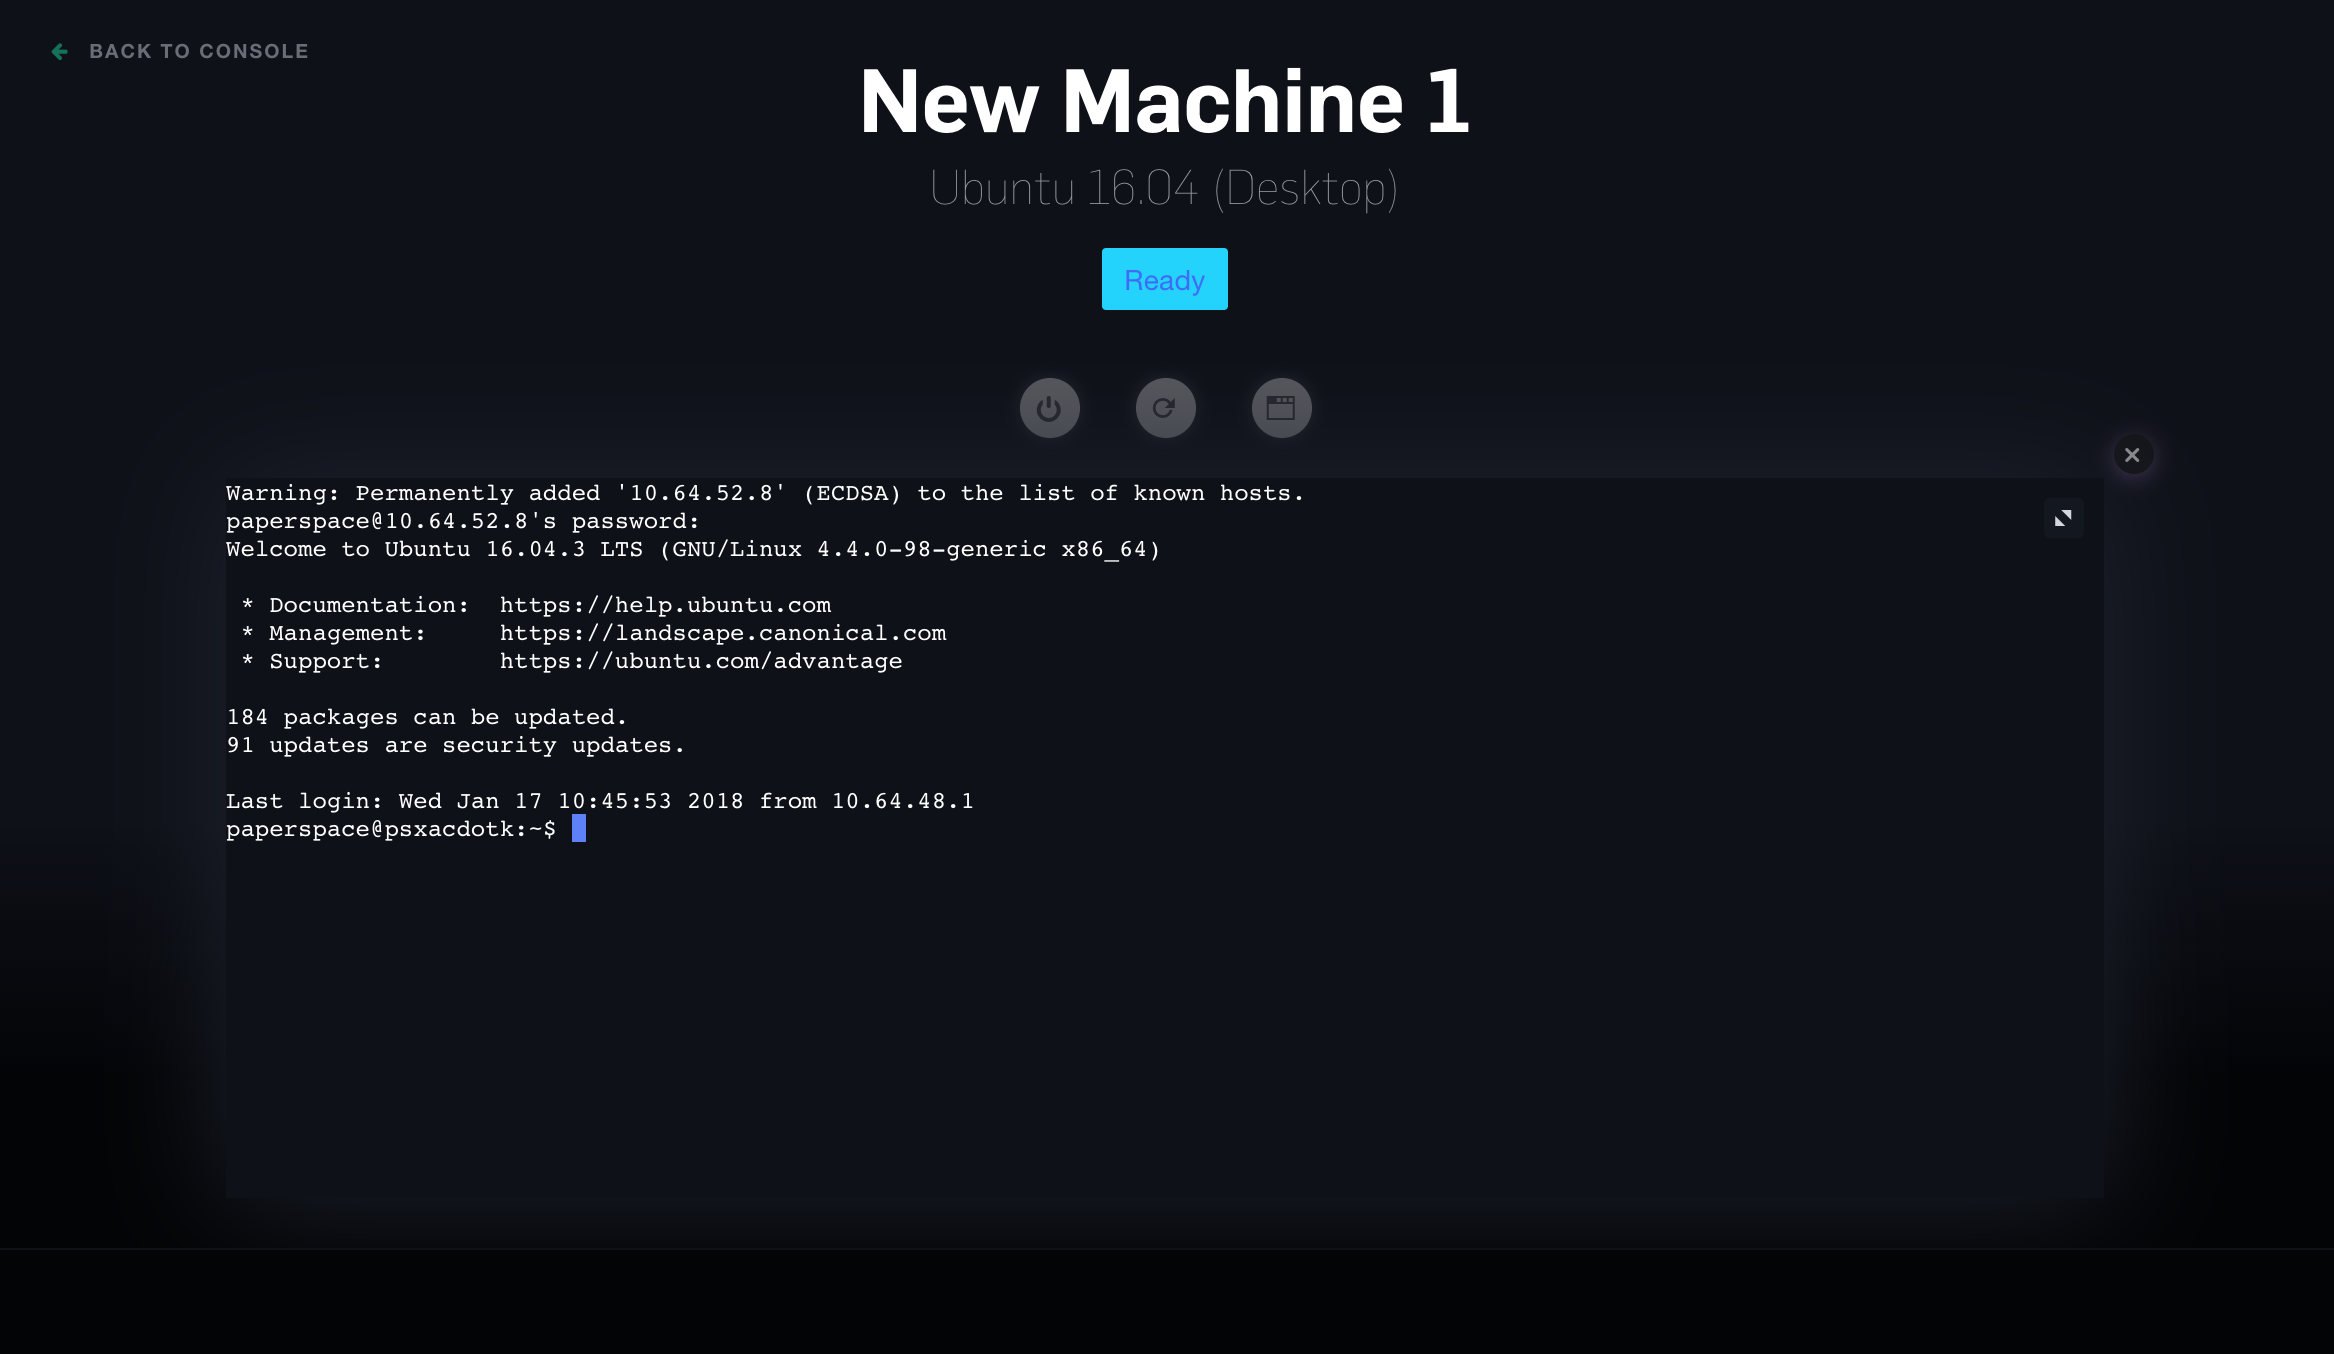 BACK TO CONSOLE
New Machine 1
Ubuntu 16.04 (Desktop)
Ready
Warning: Permanently added '10.64.52.8' (ECDSA) to the list of known hosts.
paperspace@10.64.52.8's password:
Welcome to Ubuntu 16.04.3 LTS (GNU/Linux 4.4.0-98-generic x86_64)
 * Documentation:  https://help.ubuntu.com
 * Management:     https://landscape.canonical.com
 * Support:        https://ubuntu.com/advantage
184 packages can be updated.
91 updates are security updates.
Last login: Wed Jan 17 10:45:53 2018 from 10.64.48.1
paperspace@psxacdotk:~$